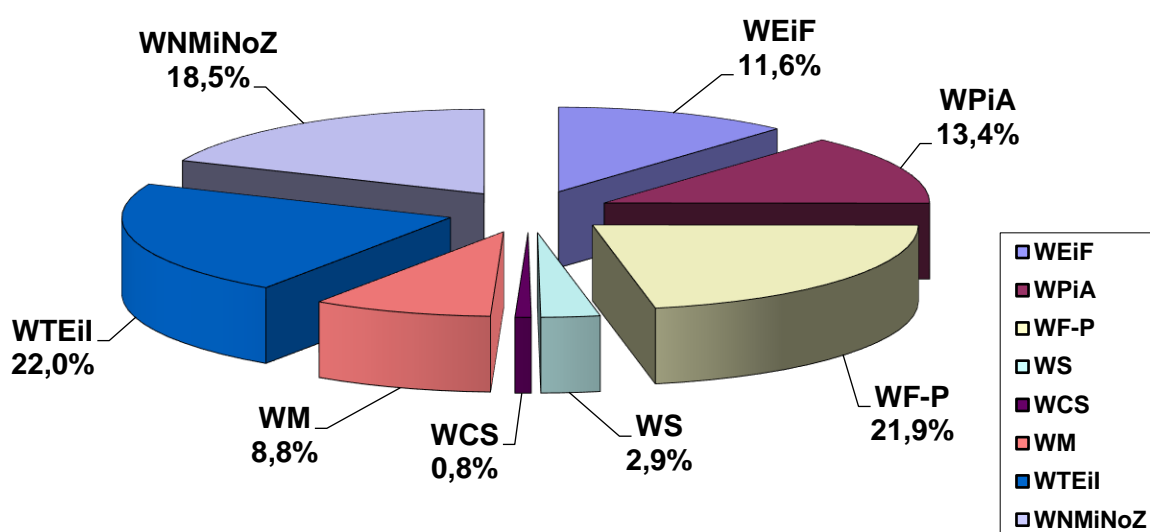 WNMiNoZ
18,5%
WEiF
11,6%
WPiA
13,4%
WTEiI
22,0%
WM
8,8%
WCS
0,8%
WS
2,9%
WF-P
21,9%
WEiF
WPiA
WF-P
WS
WCS
WM
WTEiI
WNMiNoZ